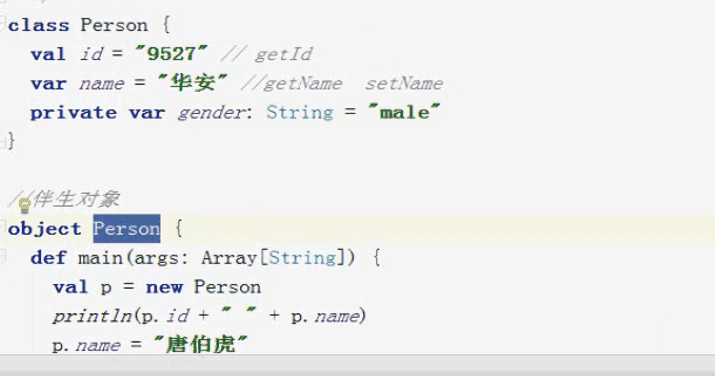 class Person {
val id = "9527" // getId
var name = "华安" //getName setName
private var gender: String = "male"
}
//伴生对象
object Person {
def main(args: Array[String]) {
val p = new Person
println(p.id + " " + p.name)
p.name = "唐伯虎"